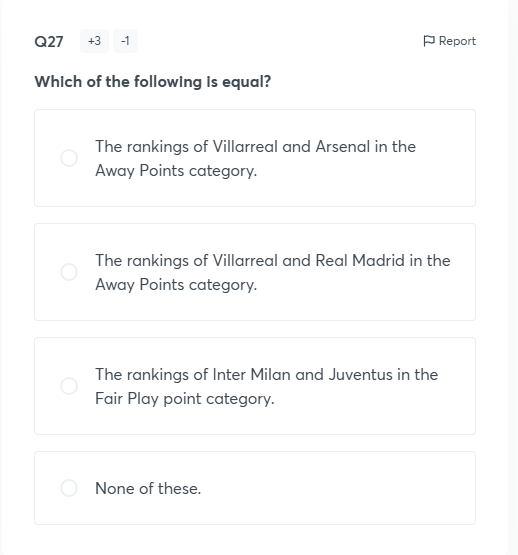 Q27 +3 -1 Report
Which of the following is equal?
The rankings of Villarreal and Arsenal in the
Away Points category.
The rankings of Villarreal and Real Madrid in the
Away Points category.
The rankings of Inter Milan and Juventus in the
Fair Play point category.
None of these.